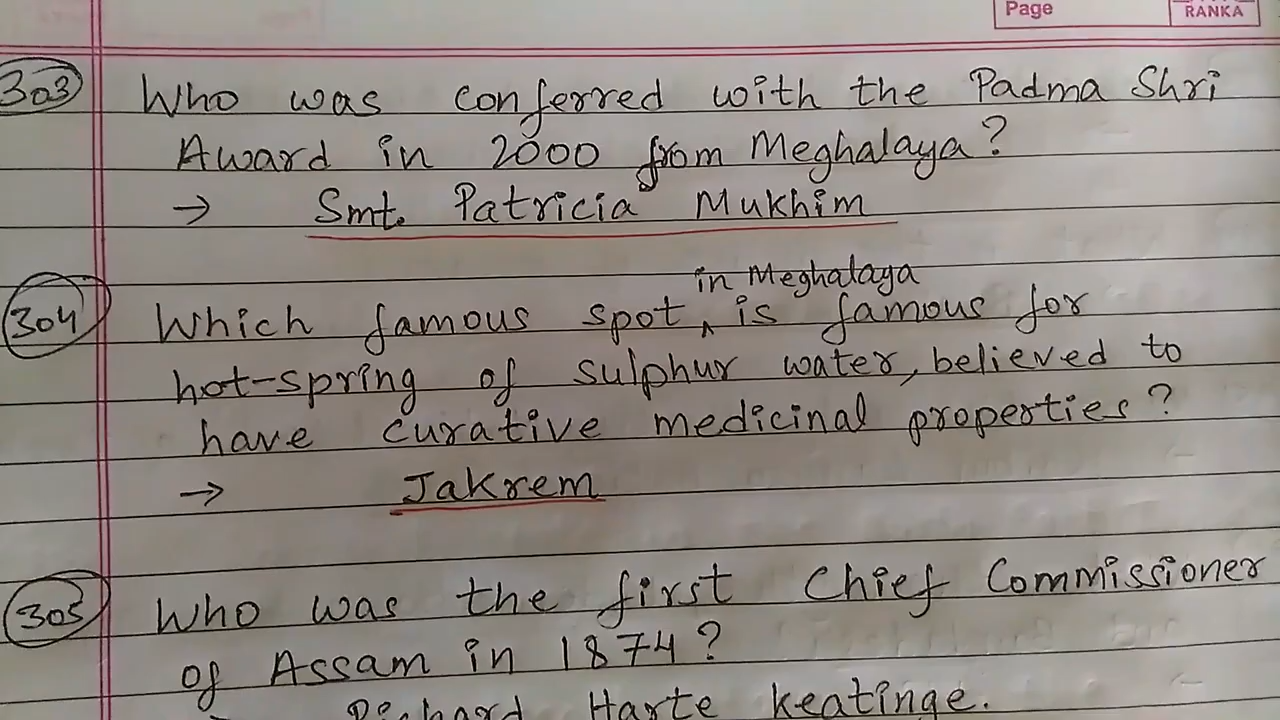 Page
RANKA
303 Who was conferred with the Padma Shri
Award in 2000 from Meghalaya?
→ Smt. Patricia Mukhim
in Meghalaya
304 Which famous spot ^ is famous for
hot-spring of sulphur water, believed to
have curative medicinal properties?
→ Jakrem
305 Who was the first Chief Commissioner
of Assam in 1874?
Richard Harte Keatinge.